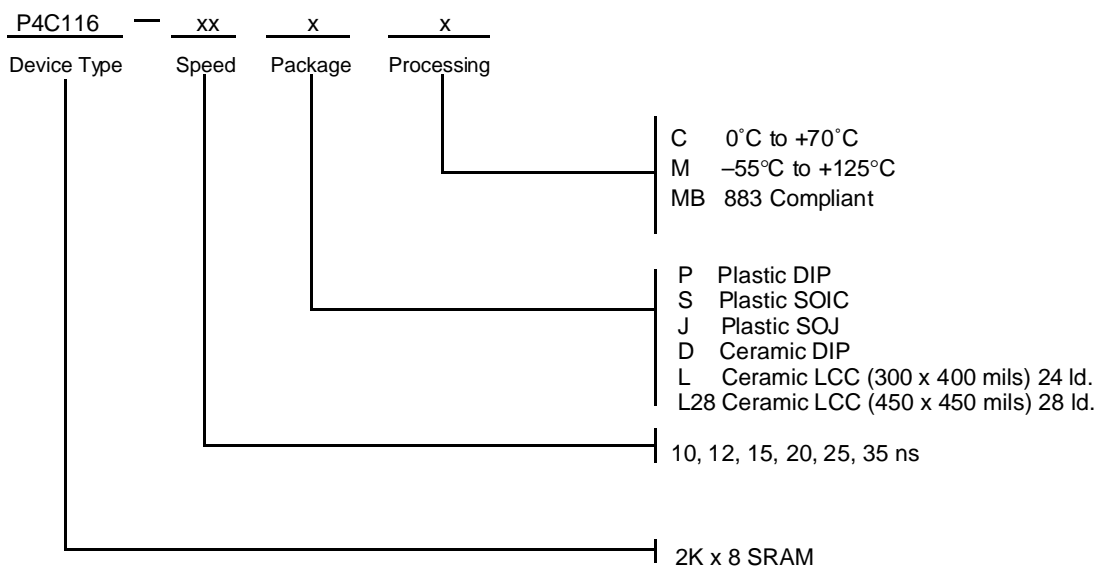 P4C116 — xx x x
Device Type Speed Package Processing
C 0˚C to +70˚C
M –55°C to +125°C
MB 883 Compliant
P Plastic DIP
S Plastic SOIC
J Plastic SOJ
D Ceramic DIP
L Ceramic LCC (300 x 400 mils) 24 ld.
L28 Ceramic LCC (450 x 450 mils) 28 ld.
10, 12, 15, 20, 25, 35 ns
2K x 8 SRAM